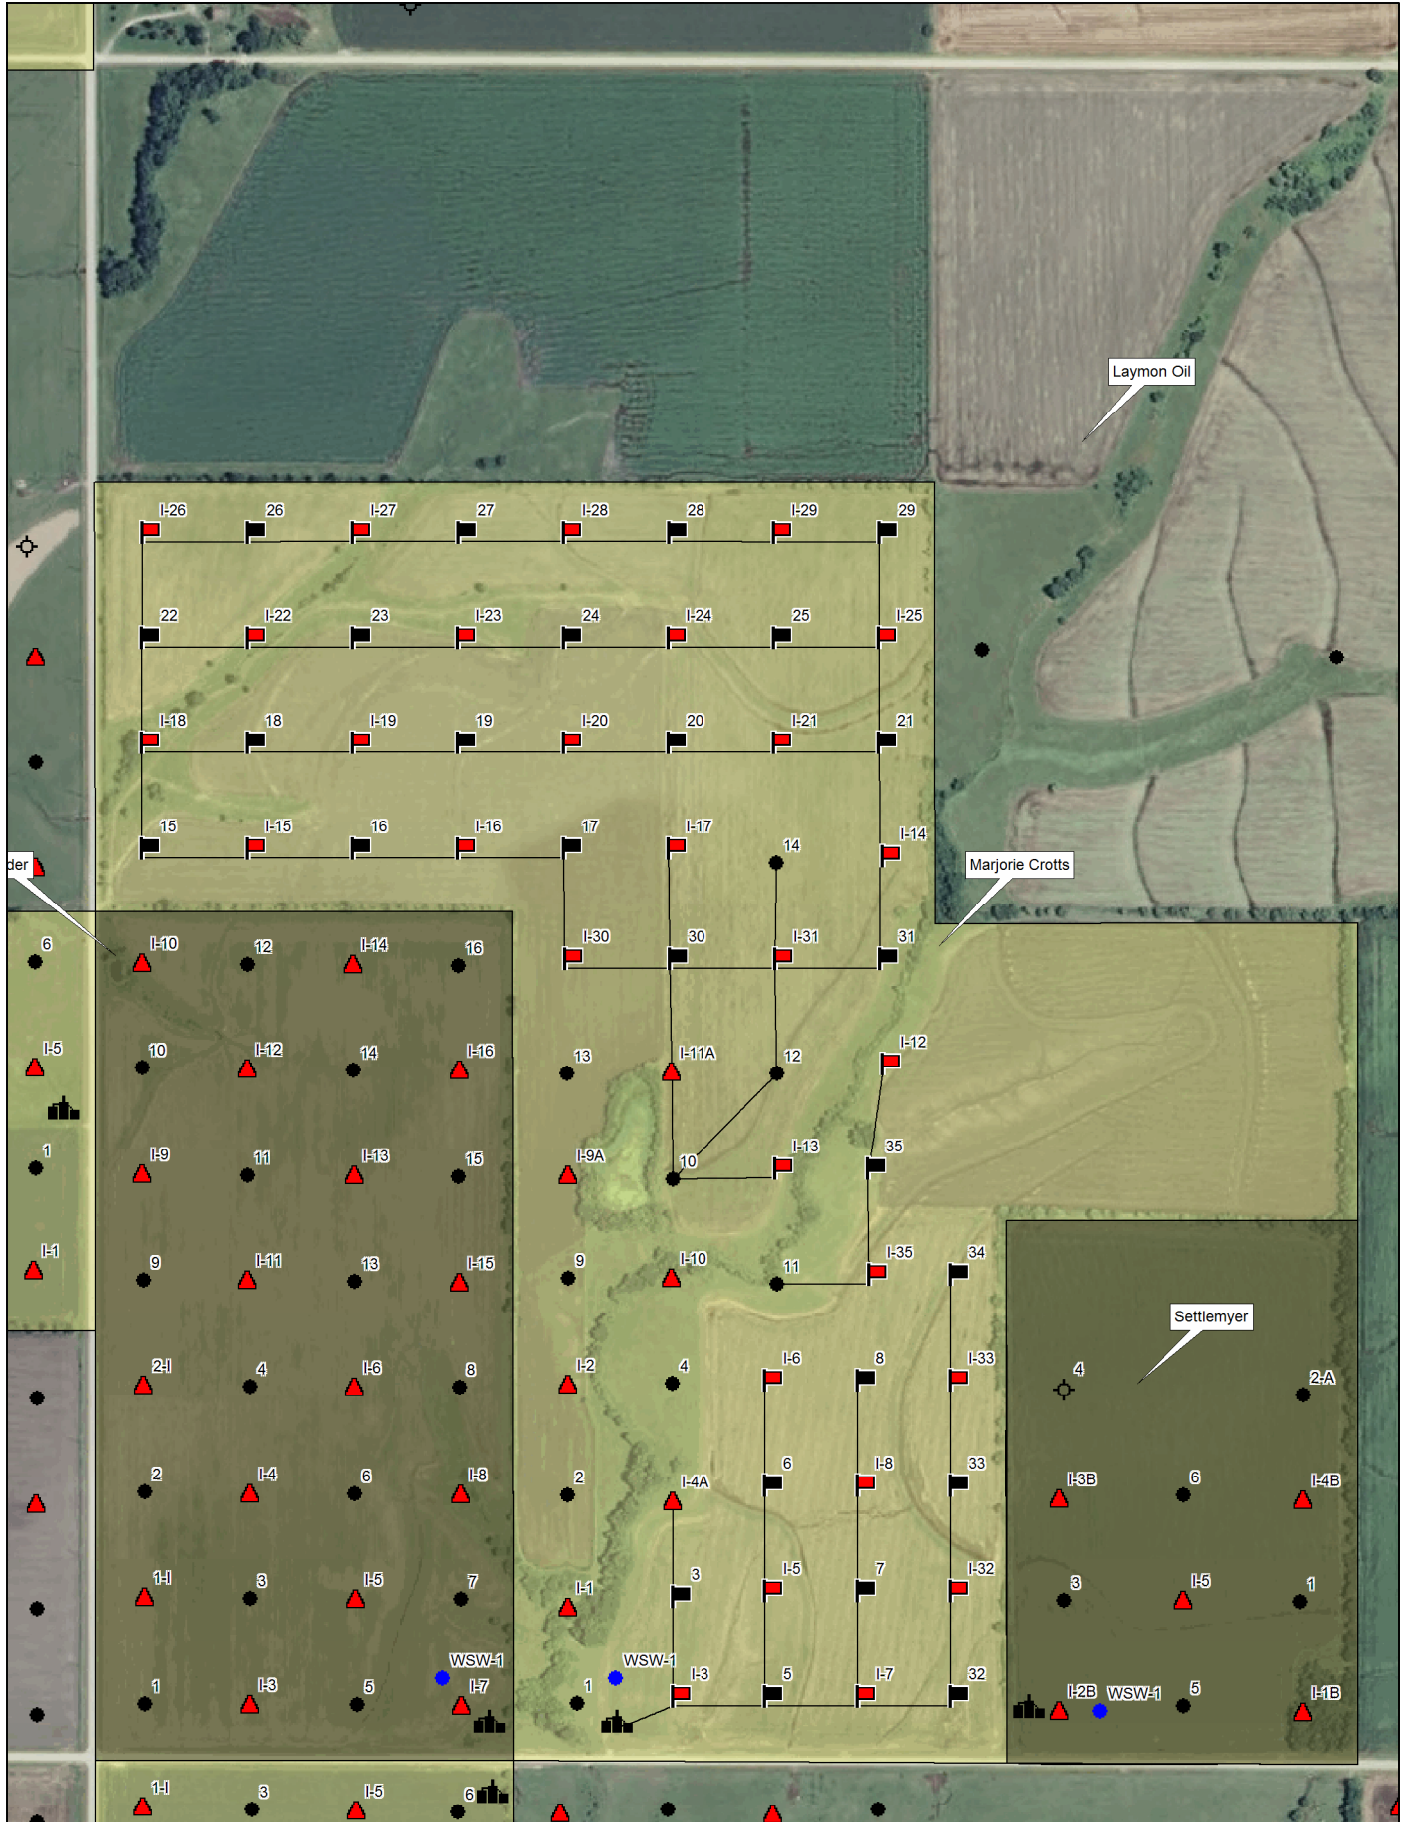 Laymon Oil
I-26 26 I-27 27 I-28 28 I-29 29
22 I-22 23 I-23 24 I-24 25 I-25
I-18 18 I-19 19 I-20 20 I-21 21
15 I-15 16 I-16 17 I-17 14 I-14
der Marjorie Crotts
6 I-10 12 I-14 16 I-30 30 I-31 31
I-5 10 I-12 14 I-16 13 I-11A 12 I-12
1 I-9 11 I-13 15 I-9A 10 I-13 35
I-1 9 I-11 13 I-15 9 I-10 11 I-35 34
Settlemyer
2-I 4 I-6 8 I-2 4 I-6 8 I-33 4 2-A
2 I-4 6 I-8 2 I-4A 6 I-8 33 I-3B 6 I-4B
1-I 3 I-5 7 I-1 3 I-5 7 I-32 3 I-5 1
WSW-1 WSW-1
1 I-3 5 I-7 1 I-3 5 I-7 32 I-2B WSW-1 5 I-1B
1-I 3 I-5 6